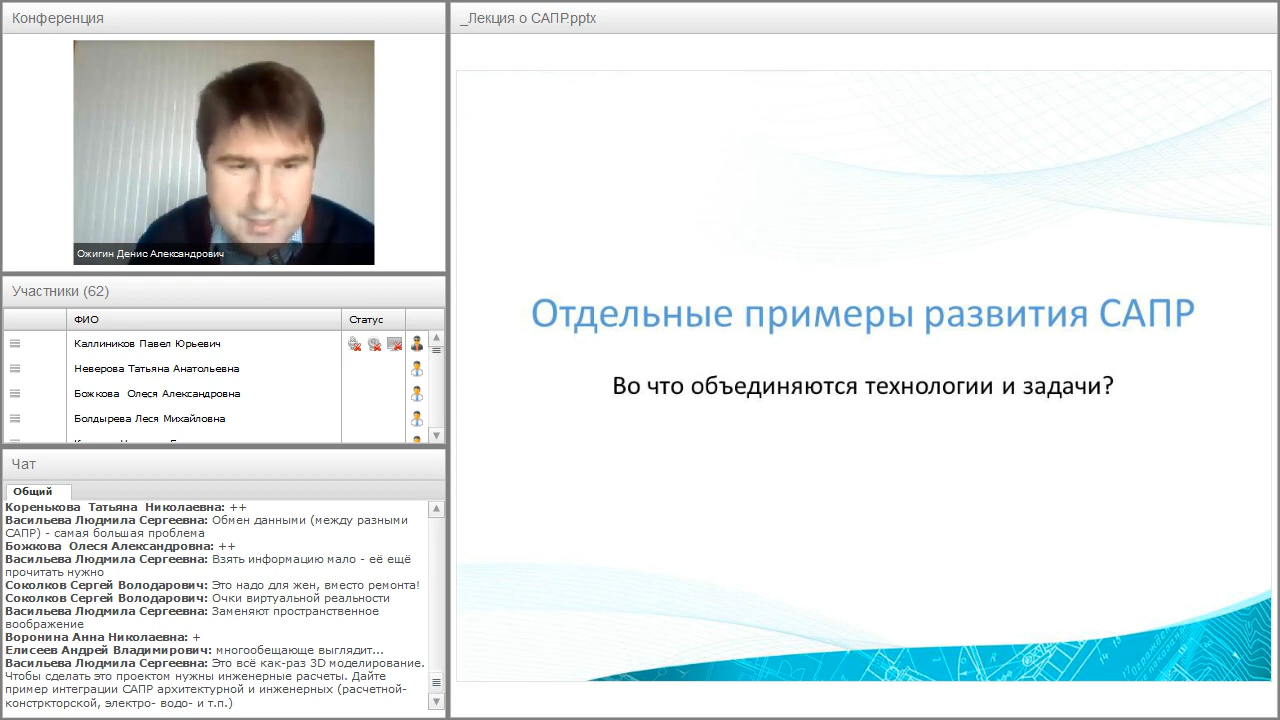 Конференция
Ожигин Денис Александрович
Участники (62)
ФИО
Статус
Каллиников Павел Юрьевич
Неверова Татьяна Анатольевна
Божкова Олеся Александровна
Болдырева Леся Михайловна
Чат
Общий
Коренькова Татьяна Николаевна: ++
Васильева Людмила Сергеевна: Обмен данными (между разными
САПР) - самая большая проблема
Божкова Олеся Александровна: ++
Васильева Людмила Сергеевна: Взять информацию мало - её ещё
прочитать нужно
Соколков Сергей Володарович: Это надо для жен, вместо ремонта!
Соколков Сергей Володарович: Очки виртуальной реальности
Васильева Людмила Сергеевна: Заменяют пространственное
воображение
Воронина Анна Николаевна: +
Елисеев Андрей Владимирович: многообещающе выглядит...
Васильева Людмила Сергеевна: Это всё как-раз 3D моделирование.
Чтобы сделать это проектом нужны инженерные расчеты. Дайте
пример интеграции САПР архитектурной и инженерных (расчетной-
констркторской, электро- водо- и т.п.)
_Лекция о САПР.pptx
Отдельные примеры развития САПР
Во что объединяются технологии и задачи?